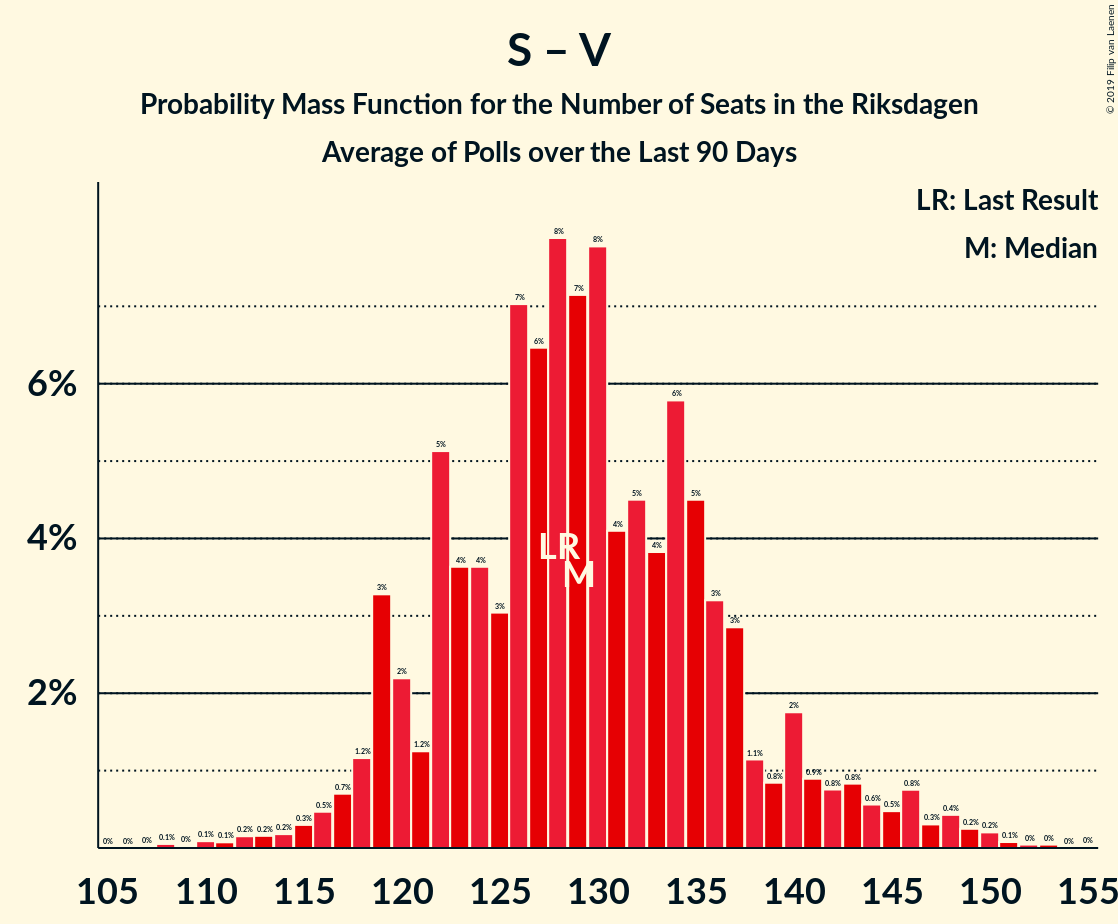 S – V
Probability Mass Function for the Number of Seats in the Riksdagen
Average of Polls over the Last 90 Days
© 2019 Filip van Laenen
LR: Last Result
M: Median
6%
4%
2%
0% 0% 0% 0.1% 0% 0.1% 0.1% 0.2% 0.2% 0.2% 0.3% 0.5% 0.7% 1.2% 3% 2% 1.2% 5% 4% 4% 3% 7% 6% 8% 7% 8% 4% 5% 4% 6% 5% 3% 3% 1.1% 0.8% 2% 0.9% 0.8% 0.8% 0.6% 0.5% 0.8% 0.3% 0.4% 0.2% 0.2% 0.1% 0% 0% 0% 0%
LR
M
105 110 115 120 125 130 135 140 145 150 155